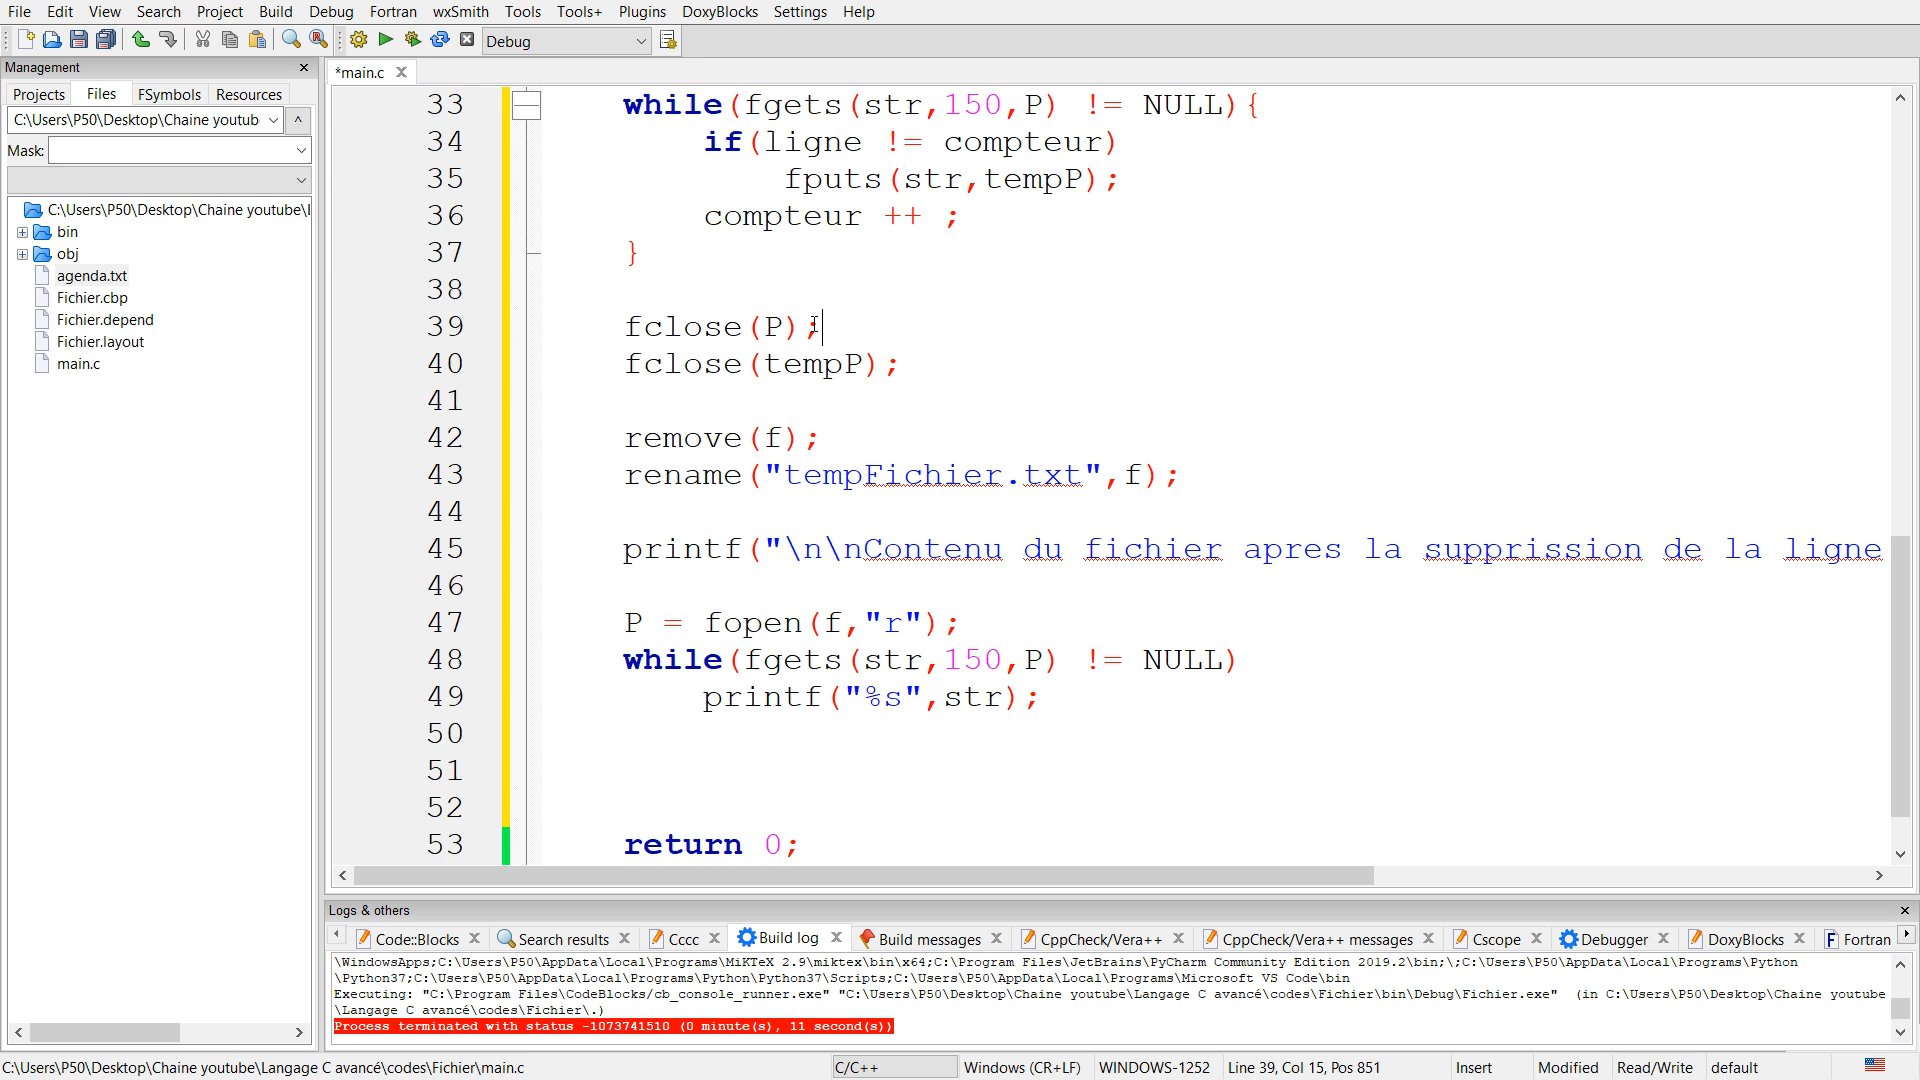 File Edit View Search Project Build Debug Fortran wxSmith Tools Tools+ Plugins DoxyBlocks Settings Help
Debug
Management
Projects Files FSymbols Resources
C:\Users\P50\Desktop\Chaine youtub
Mask:
C:\Users\P50\Desktop\Chaine youtube\l
bin
obj
agenda.txt
Fichier.cbp
Fichier.depend
Fichier.layout
main.c
*main.c
33 while(fgets(str,150,P) != NULL){
34 if(ligne != compteur)
35 fputs(str,tempP);
36 compteur ++ ;
37 }
38
39 fclose(P);
40 fclose(tempP);
41
42 remove(f);
43 rename("tempFichier.txt",f);
44
45 printf("\n\nContenu du fichier apres la supprission de la ligne
46
47 P = fopen(f,"r");
48 while(fgets(str,150,P) != NULL)
49 printf("%s",str);
50
51
52
53 return 0;
Logs & others
Code::Blocks Search results Cccc Build log Build messages CppCheck/Vera++ CppCheck/Vera++ messages Cscope Debugger DoxyBlocks Fortran
\WindowsApps;C:\Users\P50\AppData\Local\Programs\MiKTeX 2.9\miktex\bin\x64;C:\Program Files\JetBrains\PyCharm Community Edition 2019.2\bin;\;C:\Users\P50\AppData\Local\Programs\Python
\Python37;C:\Users\P50\AppData\Local\Programs\Python\Python37\Scripts;C:\Users\P50\AppData\Local\Programs\Microsoft VS Code\bin
Executing: "C:\Program Files\CodeBlocks/cb_console_runner.exe" "C:\Users\P50\Desktop\Chaine youtube\Langage C avancé\codes\Fichier\bin\Debug\Fichier.exe" (in C:\Users\P50\Desktop\Chaine youtube
\Langage C avancé\codes\Fichier\.)
Process terminated with status -1073741510 (0 minute(s), 11 second(s))
C:\Users\P50\Desktop\Chaine youtube\Langage C avancé\codes\Fichier\main.c C/C++ Windows (CR+LF) WINDOWS-1252 Line 39, Col 15, Pos 851 Insert Modified Read/Write default